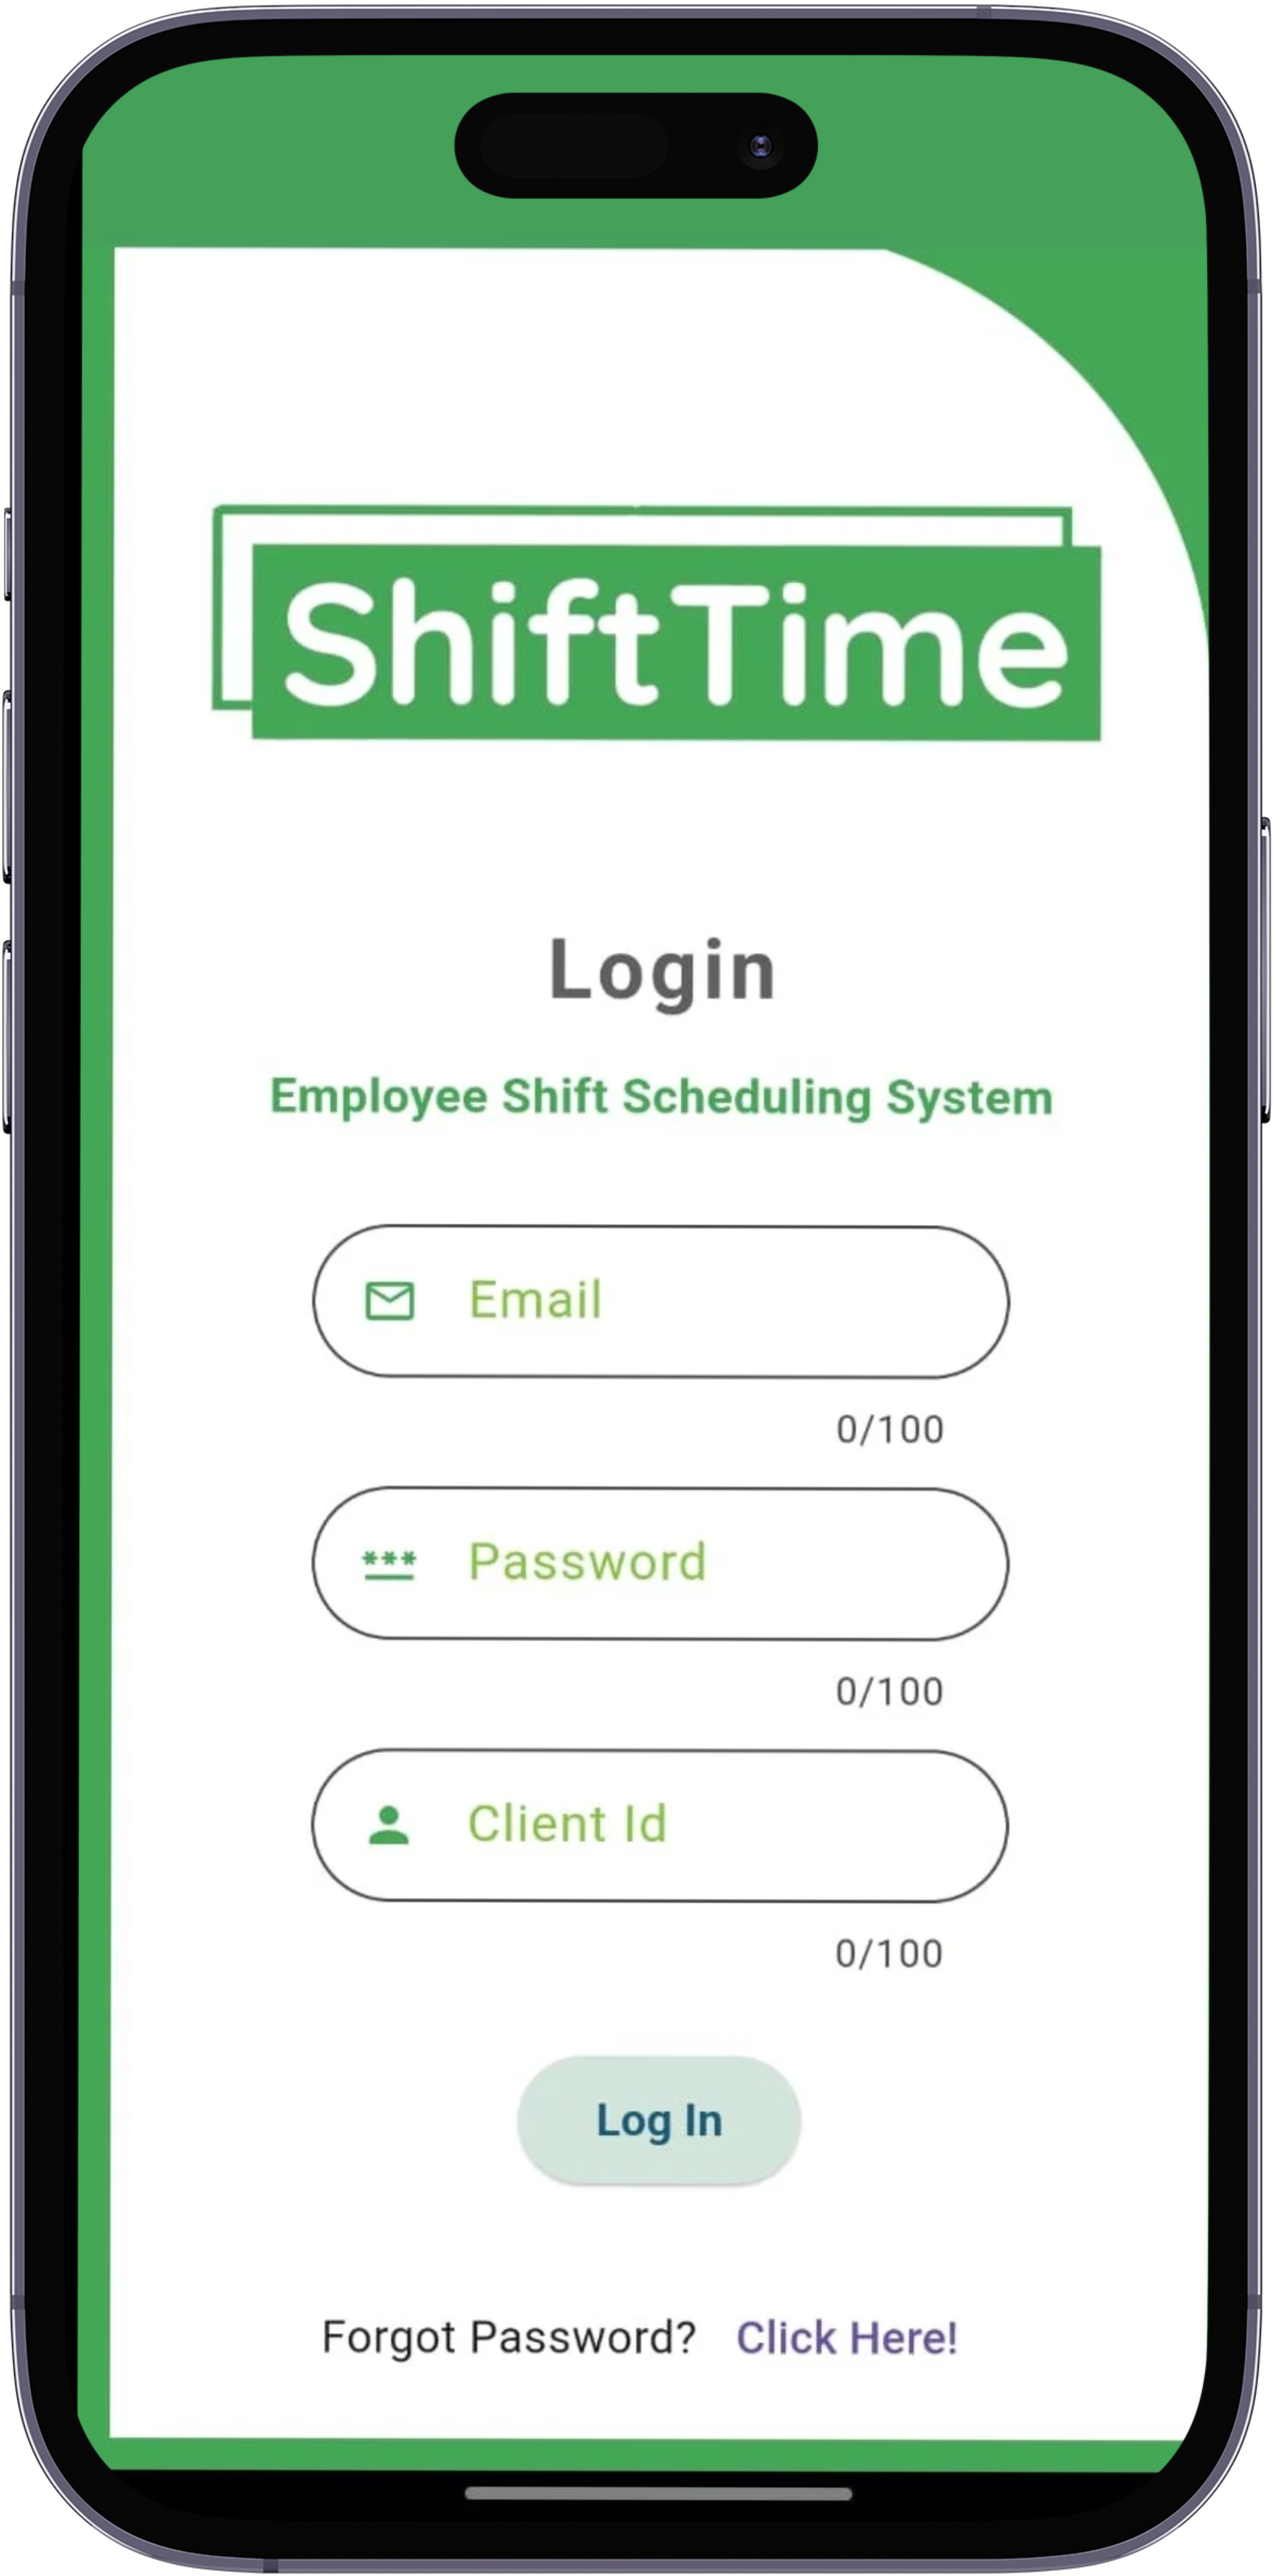 ShiftTime
Login
Employee Shift Scheduling System
Email
0/100
*** Password
0/100
Client Id
0/100
Log In
Forgot Password? Click Here!